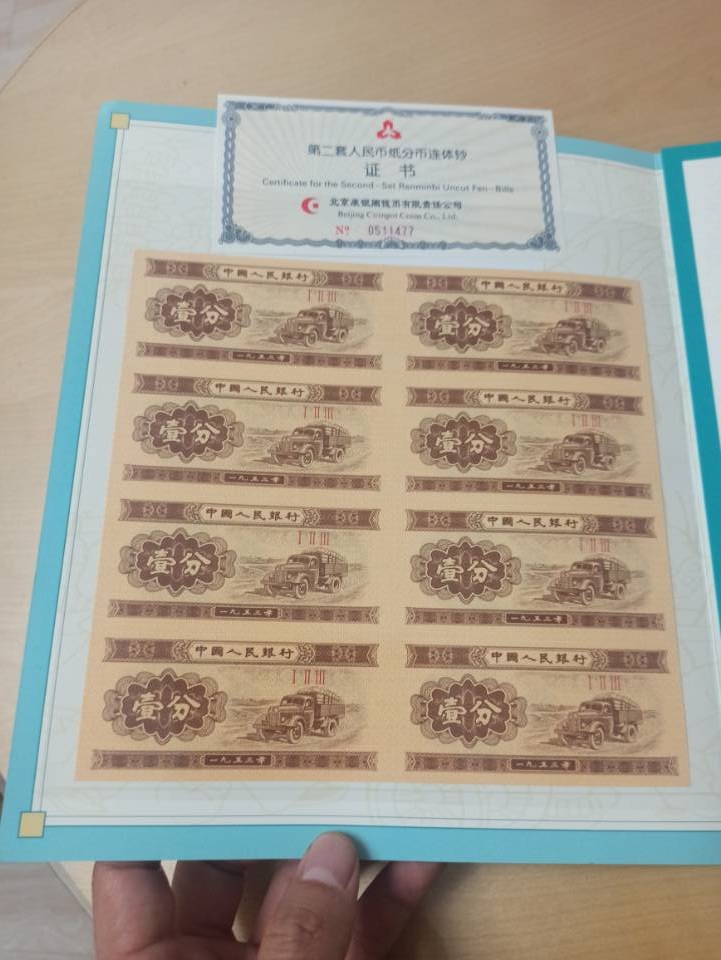 第二套人民币纸分币连体钞
证 书
Certificate for the Second-Set Renminbi Uncut Fen-Bills
北京康银阁钱币有限责任公司
Beijing Coingot Coins Co., Ltd.
Nº 0511477
中國人民銀行
I II III
壹分
一九五三年
中國人民銀行
I II III
壹分
一九五三年
中國人民銀行
I II III
壹分
一九五三年
中國人民銀行
I II III
壹分
一九五三年
中國人民銀行
I II III
壹分
一九五三年
中國人民銀行
I II III
壹分
一九五三年
中國人民銀行
I II III
壹分
一九五三年
中國人民銀行
I II III
壹分
一九五三年